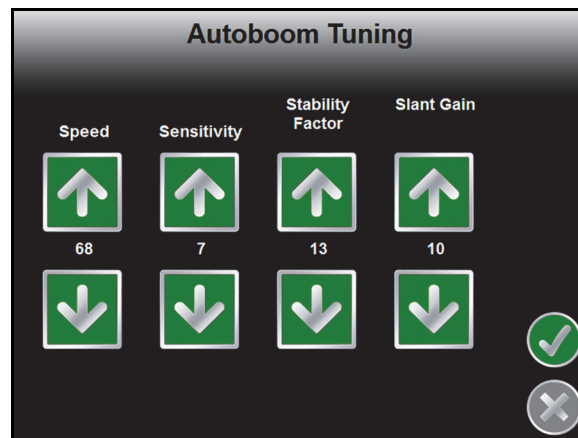 Autoboom Tuning
Speed
Sensitivity
Stability
Factor
Slant Gain
68
7
13
10